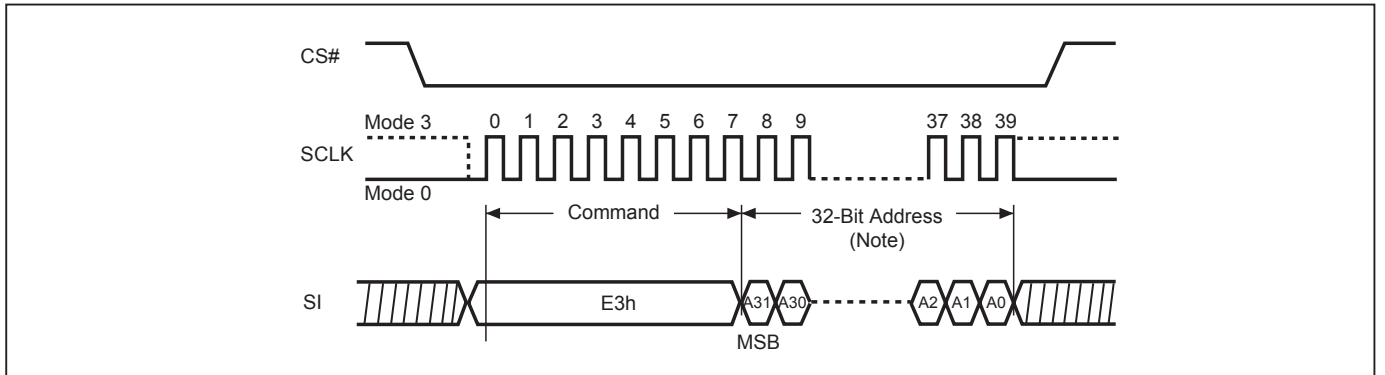 CS#
Mode 3
0 1 2 3 4 5 6 7 8 9 37 38 39
SCLK
Mode 0
Command
32-Bit Address
(Note)
SI
E3h
A31 A30 A2 A1 A0
MSB